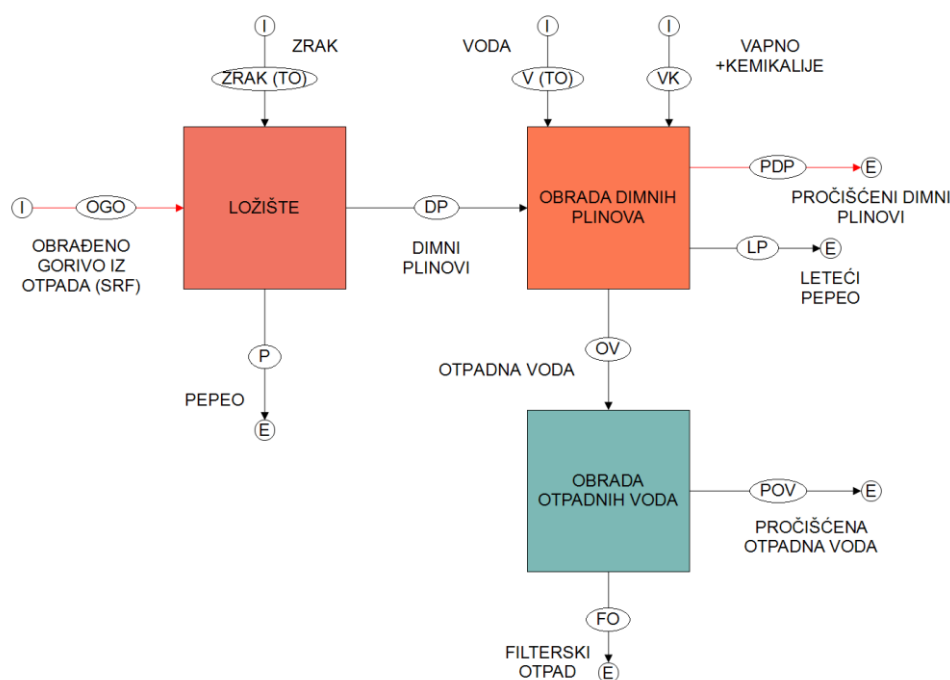 I
ZRAK
ZRAK (TO)
I
VODA
V (TO)
I
VAPNO
+KEMIKALIJE
VK
I
OGO
OBRAĐENO
GORIVO IZ
OTPADA (SRF)
LOŽIŠTE
DP
DIMNI
PLINOVI
OBRADA DIMNIH
PLINOVA
PDP
E
PROČIŠĆENI DIMNI
PLINOVI
LP
E
LETEĆI
PEPEO
P
PEPEO
E
OV
OTPADNA VODA
OBRADA
OTPADNIH VODA
POV
E
PROČIŠĆENA
OTPADNA VODA
FO
FILTERSKI
OTPAD
E